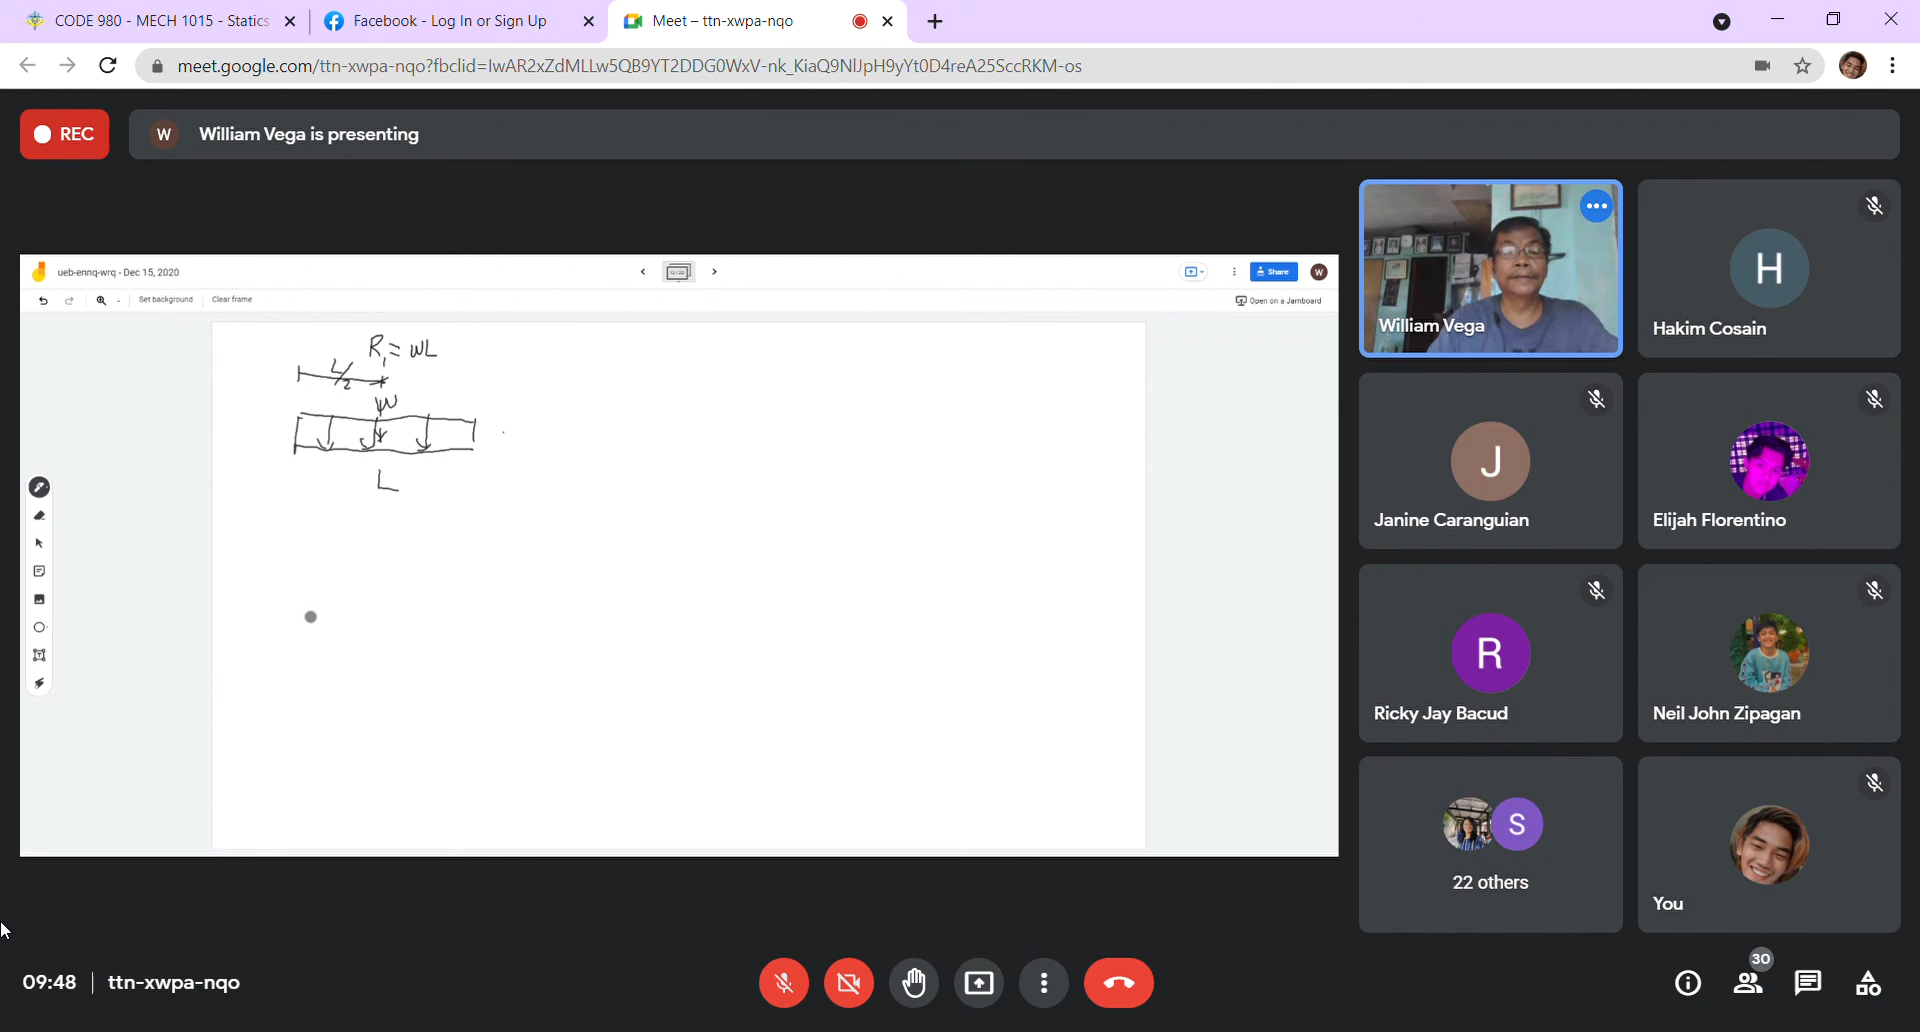 CODE 980 - MECH 1015 - Statics
Facebook - Log In or Sign Up
Meet – ttn-xwpa-nqo
meet.google.com/ttn-xwpa-nqo?fbclid=IwAR2xZdMLLw5QB9YT2DDG0WxV-nk_KiaQ9NlJpH9yYt0D4reA25SccRKM-os
REC
W
William Vega is presenting
ueb-ennq-wrq - Dec 15, 2020
Share
W
Set background
Clear frame
Open on a Jamboard
R = wL
L/2
W
L
William Vega
H
Hakim Cosain
J
Janine Caranguian
Elijah Florentino
R
Ricky Jay Bacud
Neil John Zipagan
S
22 others
You
09:48
ttn-xwpa-nqo
30